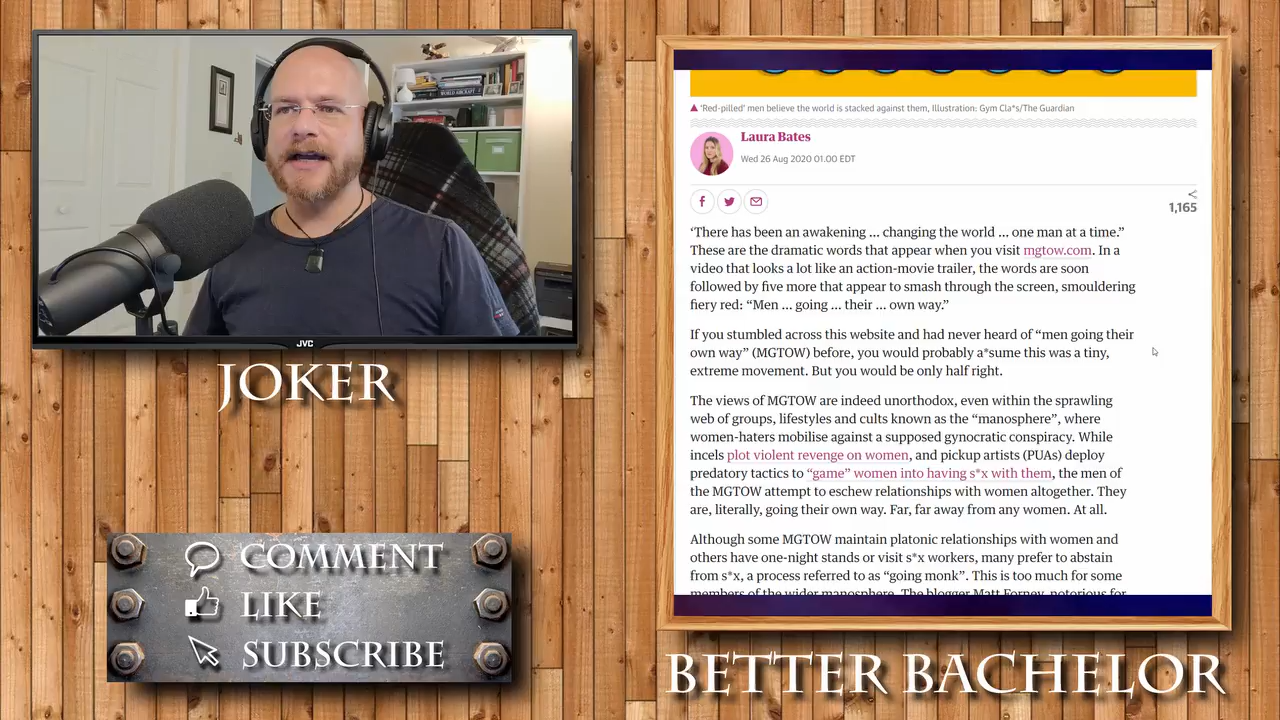 JVC
JOKER
COMMENT
LIKE
SUBSCRIBE
'Red-pilled' men believe the world is stacked against them, Illustration: Gym Cla*s/The Guardian
Laura Bates
Wed 26 Aug 2020 01.00 EDT
1,165
‘There has been an awakening ... changing the world ... one man at a time.”
These are the dramatic words that appear when you visit mgtow.com. In a
video that looks a lot like an action-movie trailer, the words are soon
followed by five more that appear to smash through the screen, smouldering
fiery red: “Men ... going ... their ... own way.”
If you stumbled across this website and had never heard of “men going their
own way” (MGTOW) before, you would probably a*sume this was a tiny,
extreme movement. But you would be only half right.
The views of MGTOW are indeed unorthodox, even within the sprawling
web of groups, lifestyles and cults known as the “manosphere”, where
women-haters mobilise against a supposed gynocratic conspiracy. While
incels plot violent revenge on women, and pickup artists (PUAs) deploy
predatory tactics to “game” women into having s*x with them, the men of
the MGTOW attempt to eschew relationships with women altogether. They
are, literally, going their own way. Far, far away from any women. At all.
Although some MGTOW maintain platonic relationships with women and
others have one-night stands or visit s*x workers, many prefer to abstain
from s*x, a process referred to as “going monk”. This is too much for some
members of the wider manosphere. The blogger Matt Forney, notorious for
BETTER BACHELOR